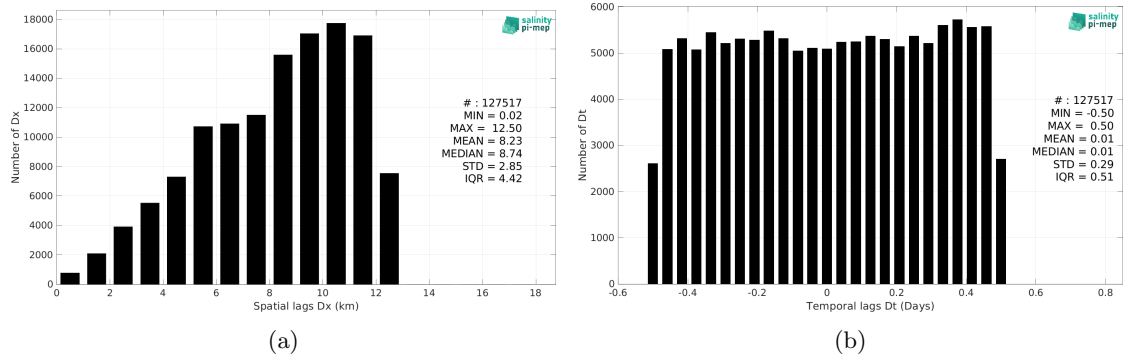 18000
16000
14000
12000
10000
8000
6000
4000
2000
0
Number of Dx
salinity
pi-mep
# : 127517
MIN = 0.02
MAX = 12.50
MEAN = 8.23
MEDIAN = 8.74
STD = 2.85
IQR = 4.42
0 2 4 6 8 10 12 14 16 18
Spatial lags Dx (km)
(a)
6000
5000
4000
3000
2000
1000
0
Number of Dt
salinity
pi-mep
# : 127517
MIN = -0.50
MAX = 0.50
MEAN = 0.01
MEDIAN = 0.01
STD = 0.29
IQR = 0.51
-0.6 -0.4 -0.2 0 0.2 0.4 0.6 0.8
Temporal lags Dt (Days)
(b)